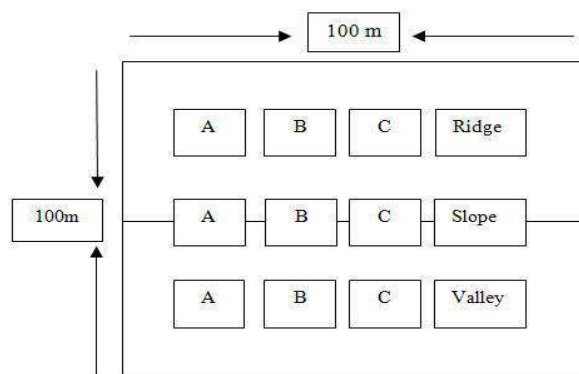 100 m
A B C Ridge
100m
A B C Slope
A B C Valley